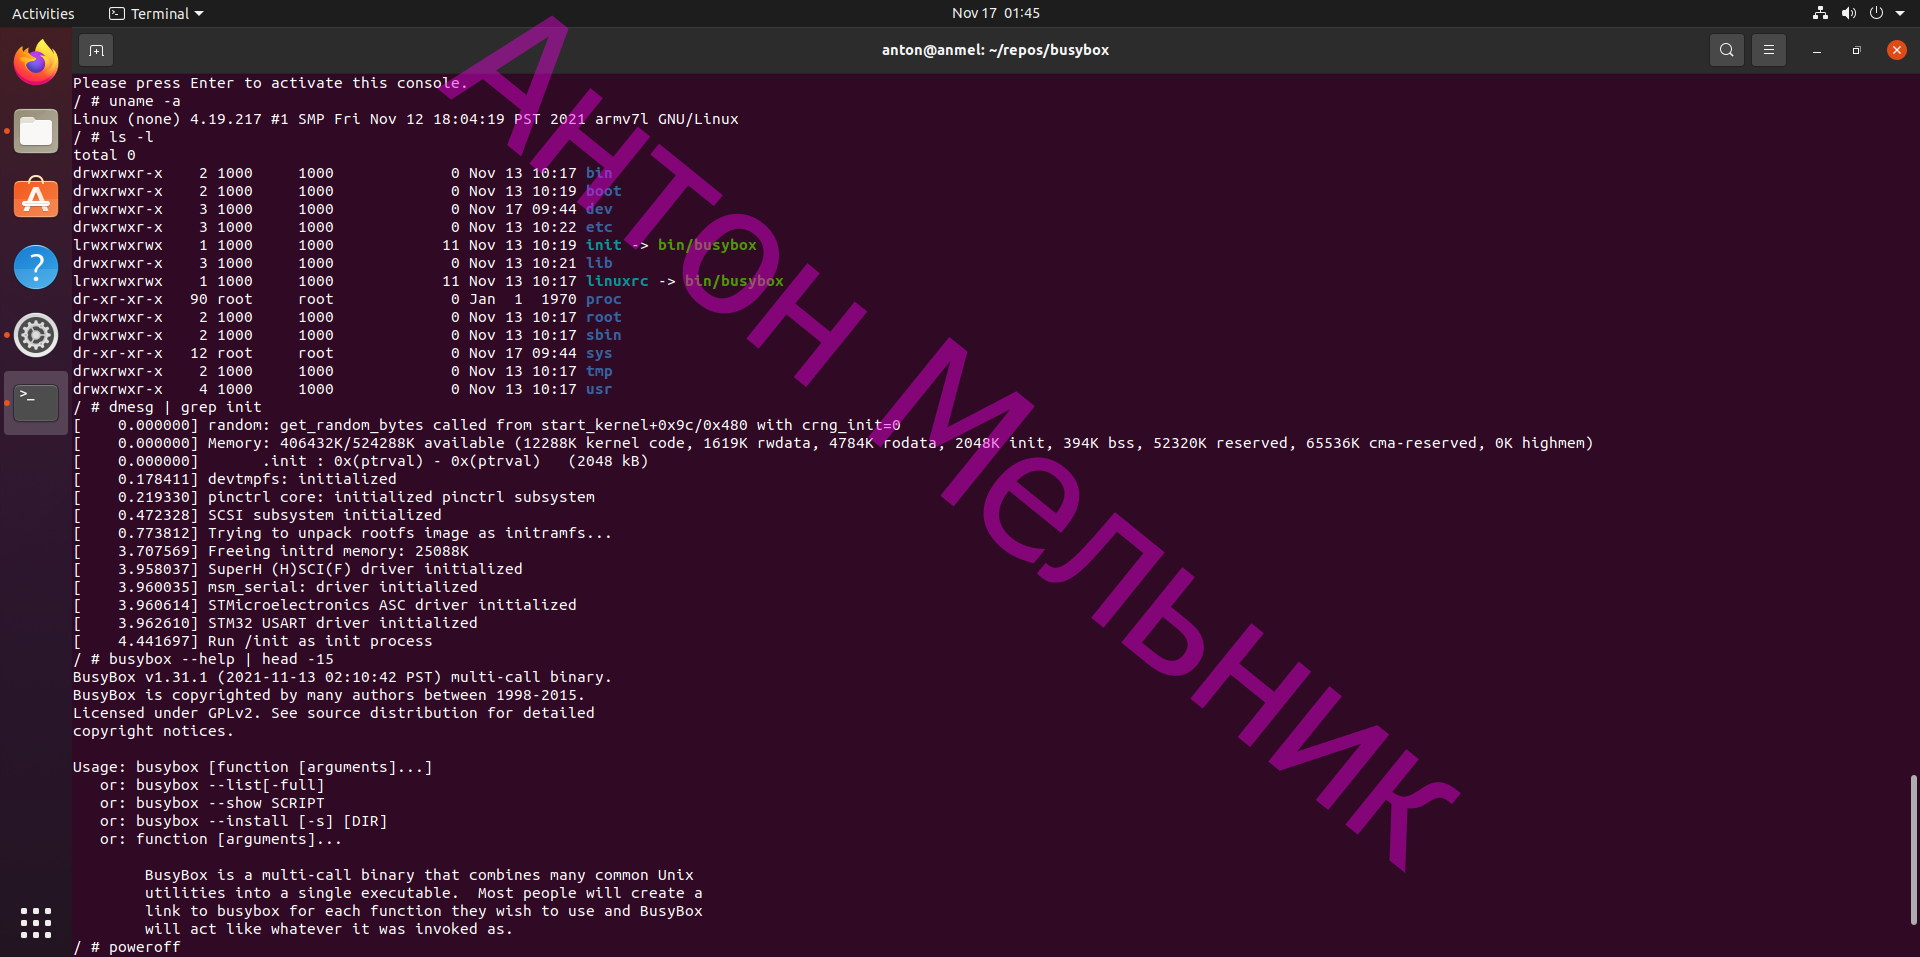 Activities Terminal Nov 17 01:45
anton@anmel: ~/repos/busybox
Please press Enter to activate this console.
/ # uname -a
Linux (none) 4.19.217 #1 SMP Fri Nov 12 18:04:19 PST 2021 armv7l GNU/Linux
/ # ls -l
total 0
drwxrwxr-x    2 1000     1000             0 Nov 13 10:17 bin
drwxrwxr-x    2 1000     1000             0 Nov 13 10:19 boot
drwxrwxr-x    3 1000     1000             0 Nov 17 09:44 dev
drwxrwxr-x    3 1000     1000             0 Nov 13 10:22 etc
lrwxrwxrwx    1 1000     1000            11 Nov 13 10:19 init -> bin/busybox
drwxrwxr-x    3 1000     1000             0 Nov 13 10:21 lib
lrwxrwxrwx    1 1000     1000            11 Nov 13 10:17 linuxrc -> bin/busybox
dr-xr-xr-x   90 root     root             0 Jan  1  1970 proc
drwxrwxr-x    2 1000     1000             0 Nov 13 10:17 root
drwxrwxr-x    2 1000     1000             0 Nov 13 10:17 sbin
dr-xr-xr-x   12 root     root             0 Nov 17 09:44 sys
drwxrwxr-x    2 1000     1000             0 Nov 13 10:17 tmp
drwxrwxr-x    4 1000     1000             0 Nov 13 10:17 usr
/ # dmesg | grep init
[    0.000000] random: get_random_bytes called from start_kernel+0x9c/0x480 with crng_init=0
[    0.000000] Memory: 406432K/524288K available (12288K kernel code, 1619K rwdata, 4784K rodata, 2048K init, 394K bss, 52320K reserved, 65536K cma-reserved, 0K highmem)
[    0.000000]       .init : 0x(ptrval) - 0x(ptrval)   (2048 kB)
[    0.178411] devtmpfs: initialized
[    0.219330] pinctrl core: initialized pinctrl subsystem
[    0.472328] SCSI subsystem initialized
[    0.773812] Trying to unpack rootfs image as initramfs...
[    3.707569] Freeing initrd memory: 25088K
[    3.958037] SuperH (H)SCI(F) driver initialized
[    3.960035] msm_serial: driver initialized
[    3.960614] STMicroelectronics ASC driver initialized
[    3.962610] STM32 USART driver initialized
[    4.441697] Run /init as init process
/ # busybox --help | head -15
BusyBox v1.31.1 (2021-11-13 02:10:42 PST) multi-call binary.
BusyBox is copyrighted by many authors between 1998-2015.
Licensed under GPLv2. See source distribution for detailed
copyright notices.
Usage: busybox [function [arguments]...]
   or: busybox --list[-full]
   or: busybox --show SCRIPT
   or: busybox --install [-s] [DIR]
   or: function [arguments]...
        BusyBox is a multi-call binary that combines many common Unix
        utilities into a single executable.  Most people will create a
        link to busybox for each function they wish to use and BusyBox
        will act like whatever it was invoked as.
/ # poweroff
Антон Мельник